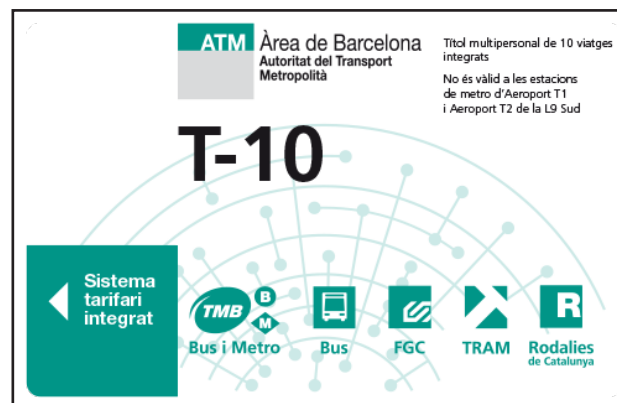 ATM
Àrea de Barcelona
Autoritat del Transport
Metropolità
Títol multipersonal de 10 viatges
integrats
No és vàlid a les estacions
de metro d'Aeroport T1
i Aeroport T2 de la L9 Sud
T-10
Sistema
tarifari
integrat
TMB
B
M
R
Bus i Metro
Bus
FGC
TRAM
Rodalies
de Catalunya